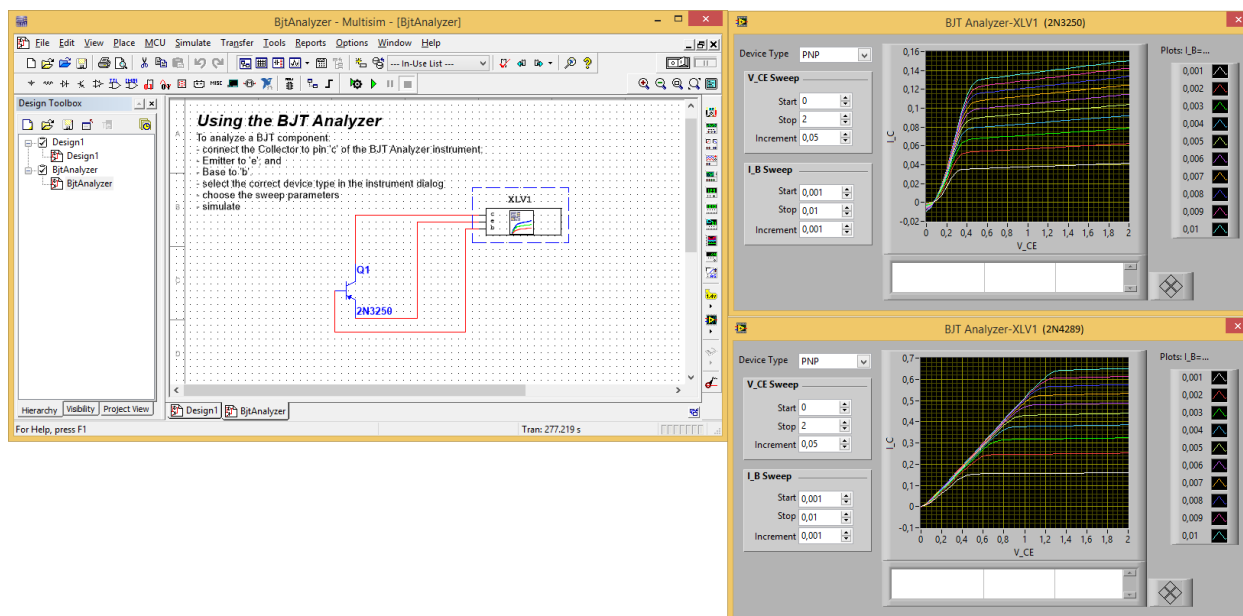 BjtAnalyzer - Multisim - [BjtAnalyzer]
File Edit View Place MCU Simulate Transfer Tools Reports Options Window Help
--- In-Use List ---
Design Toolbox
Design1
Design1
BjtAnalyzer
BjtAnalyzer
Hierarchy Visibility Project View
A
B
C
D
Using the BJT Analyzer
To analyze a BJT component:
- connect the Collector to pin 'c' of the BJT Analyzer instrument;
- Emitter to 'e'; and
- Base to 'b'.
- select the correct device type in the instrument dialog
- choose the sweep parameters
- simulate
XLV1
c
e
b
Q1
2N3250
Design1 BjtAnalyzer
For Help, press F1
Tran: 277.219 s
BJT Analyzer-XLV1 (2N3250)
Device Type PNP
V_CE Sweep
Start 0
Stop 2
Increment 0,05
I_B Sweep
Start 0,001
Stop 0,01
Increment 0,001
0,16
0,14
0,12
0,1
0,08
0,06
0,04
0,02
0
-0,02
I_C
0 0,2 0,4 0,6 0,8 1 1,2 1,4 1,6 1,8 2
V_CE
Plots: I_B=...
0,001
0,002
0,003
0,004
0,005
0,006
0,007
0,008
0,009
0,01
BJT Analyzer-XLV1 (2N4289)
Device Type PNP
V_CE Sweep
Start 0
Stop 2
Increment 0,05
I_B Sweep
Start 0,001
Stop 0,01
Increment 0,001
0,7
0,6
0,5
0,4
0,3
0,2
0,1
0
-0,1
I_C
0 0,2 0,4 0,6 0,8 1 1,2 1,4 1,6 1,8 2
V_CE
Plots: I_B=...
0,001
0,002
0,003
0,004
0,005
0,006
0,007
0,008
0,009
0,01